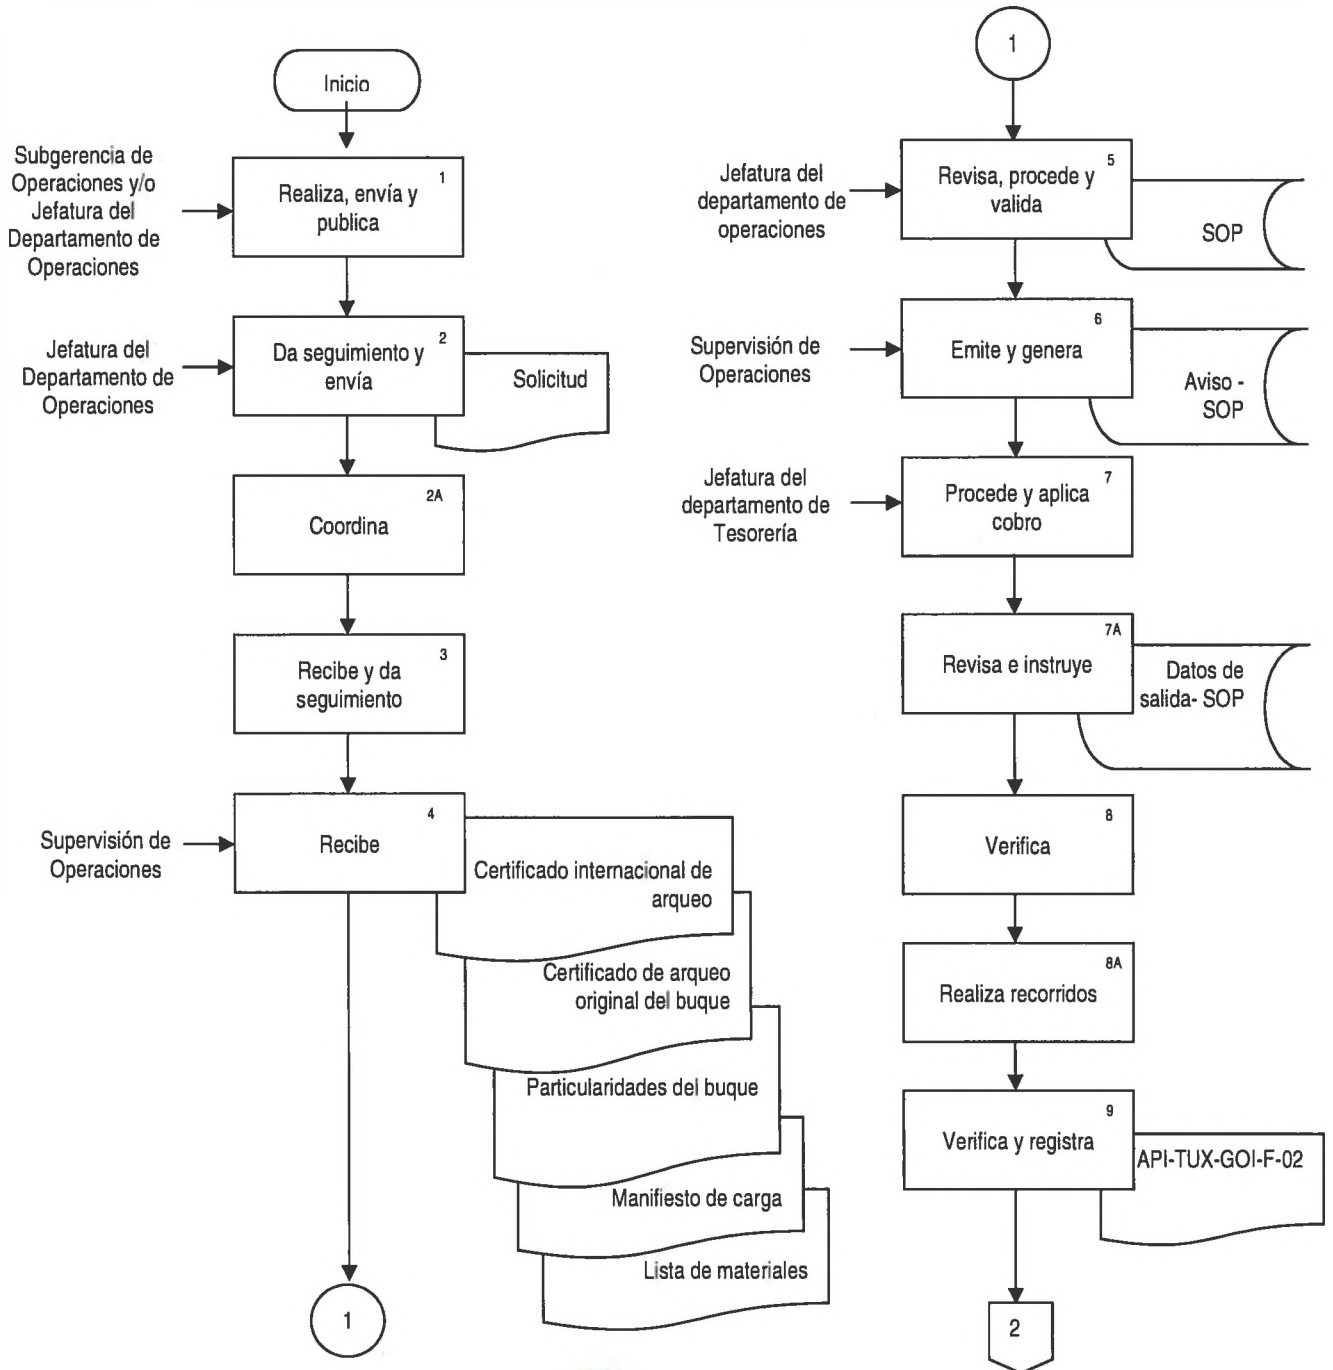 Inicio
Subgerencia de
Operaciones y/o
Jefatura del
Departamento de
Operaciones
1
Realiza, envía y
publica
Jefatura del
Departamento de
Operaciones
2
Da seguimiento y
envía
Solicitud
2A
Coordina
3
Recibe y da
seguimiento
Supervisión de
Operaciones
4
Recibe
Certificado internacional de
arqueo
Certificado de arqueo
original del buque
Particularidades del buque
Manifiesto de carga
Lista de materiales
1
1
Jefatura del
departamento de
operaciones
5
Revisa, procede y
valida
SOP
Supervisión de
Operaciones
6
Emite y genera
Aviso -
SOP
Jefatura del
departamento de
Tesorería
7
Procede y aplica
cobro
7A
Revisa e instruye
Datos de
salida- SOP
8
Verifica
8A
Realiza recorridos
9
Verifica y registra
API-TUX-GOI-F-02
2